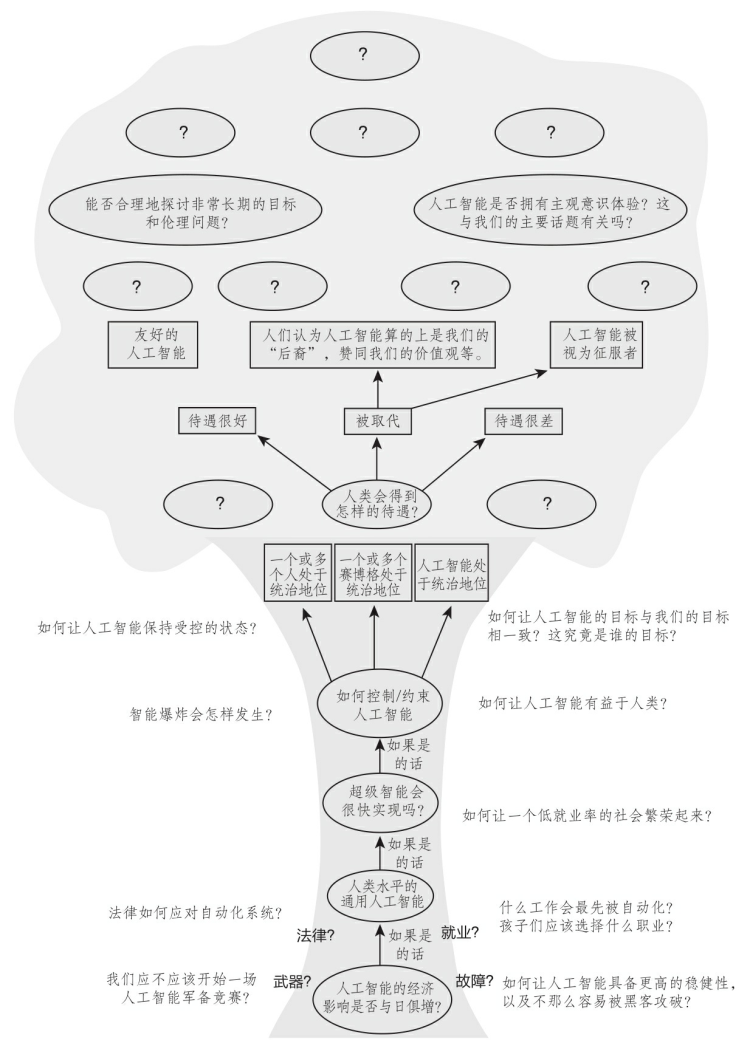 ?
?
?
?
能否合理地探讨非常长期的目标
和伦理问题？
人工智能是否拥有主观意识体验？这
与我们的主要话题有关吗？
?
?
?
?
友好的
人工智能
人们认为人工智能算的上是我们的
“后裔”，赞同我们的价值观等。
人工智能被
视为征服者
待遇很好
被取代
待遇很差
?
人类会得到
怎样的待遇？
?
一个或多
个人处于
统治地位
一个或多个
赛博格处于
统治地位
人工智能处
于统治地位
如何让人工智能保持受控的状态？
如何让人工智能的目标与我们的目标
相一致？这究竟是谁的目标？
智能爆炸会怎样发生？
如何控制/约束
人工智能
如何让人工智能有益于人类？
如果是
的话
超级智能会
很快实现吗？
如何让一个低就业率的社会繁荣起来？
如果是
的话
人类水平的
通用人工智能
法律如何应对自动化系统？
什么工作会最先被自动化？
孩子们应该选择什么职业？
法律？
如果是
的话
就业？
我们应不应该开始一场
人工智能军备竞赛？
武器？
人工智能的经济
影响是否与日俱增？
故障？
如何让人工智能具备更高的稳健性，
以及不那么容易被黑客攻破？